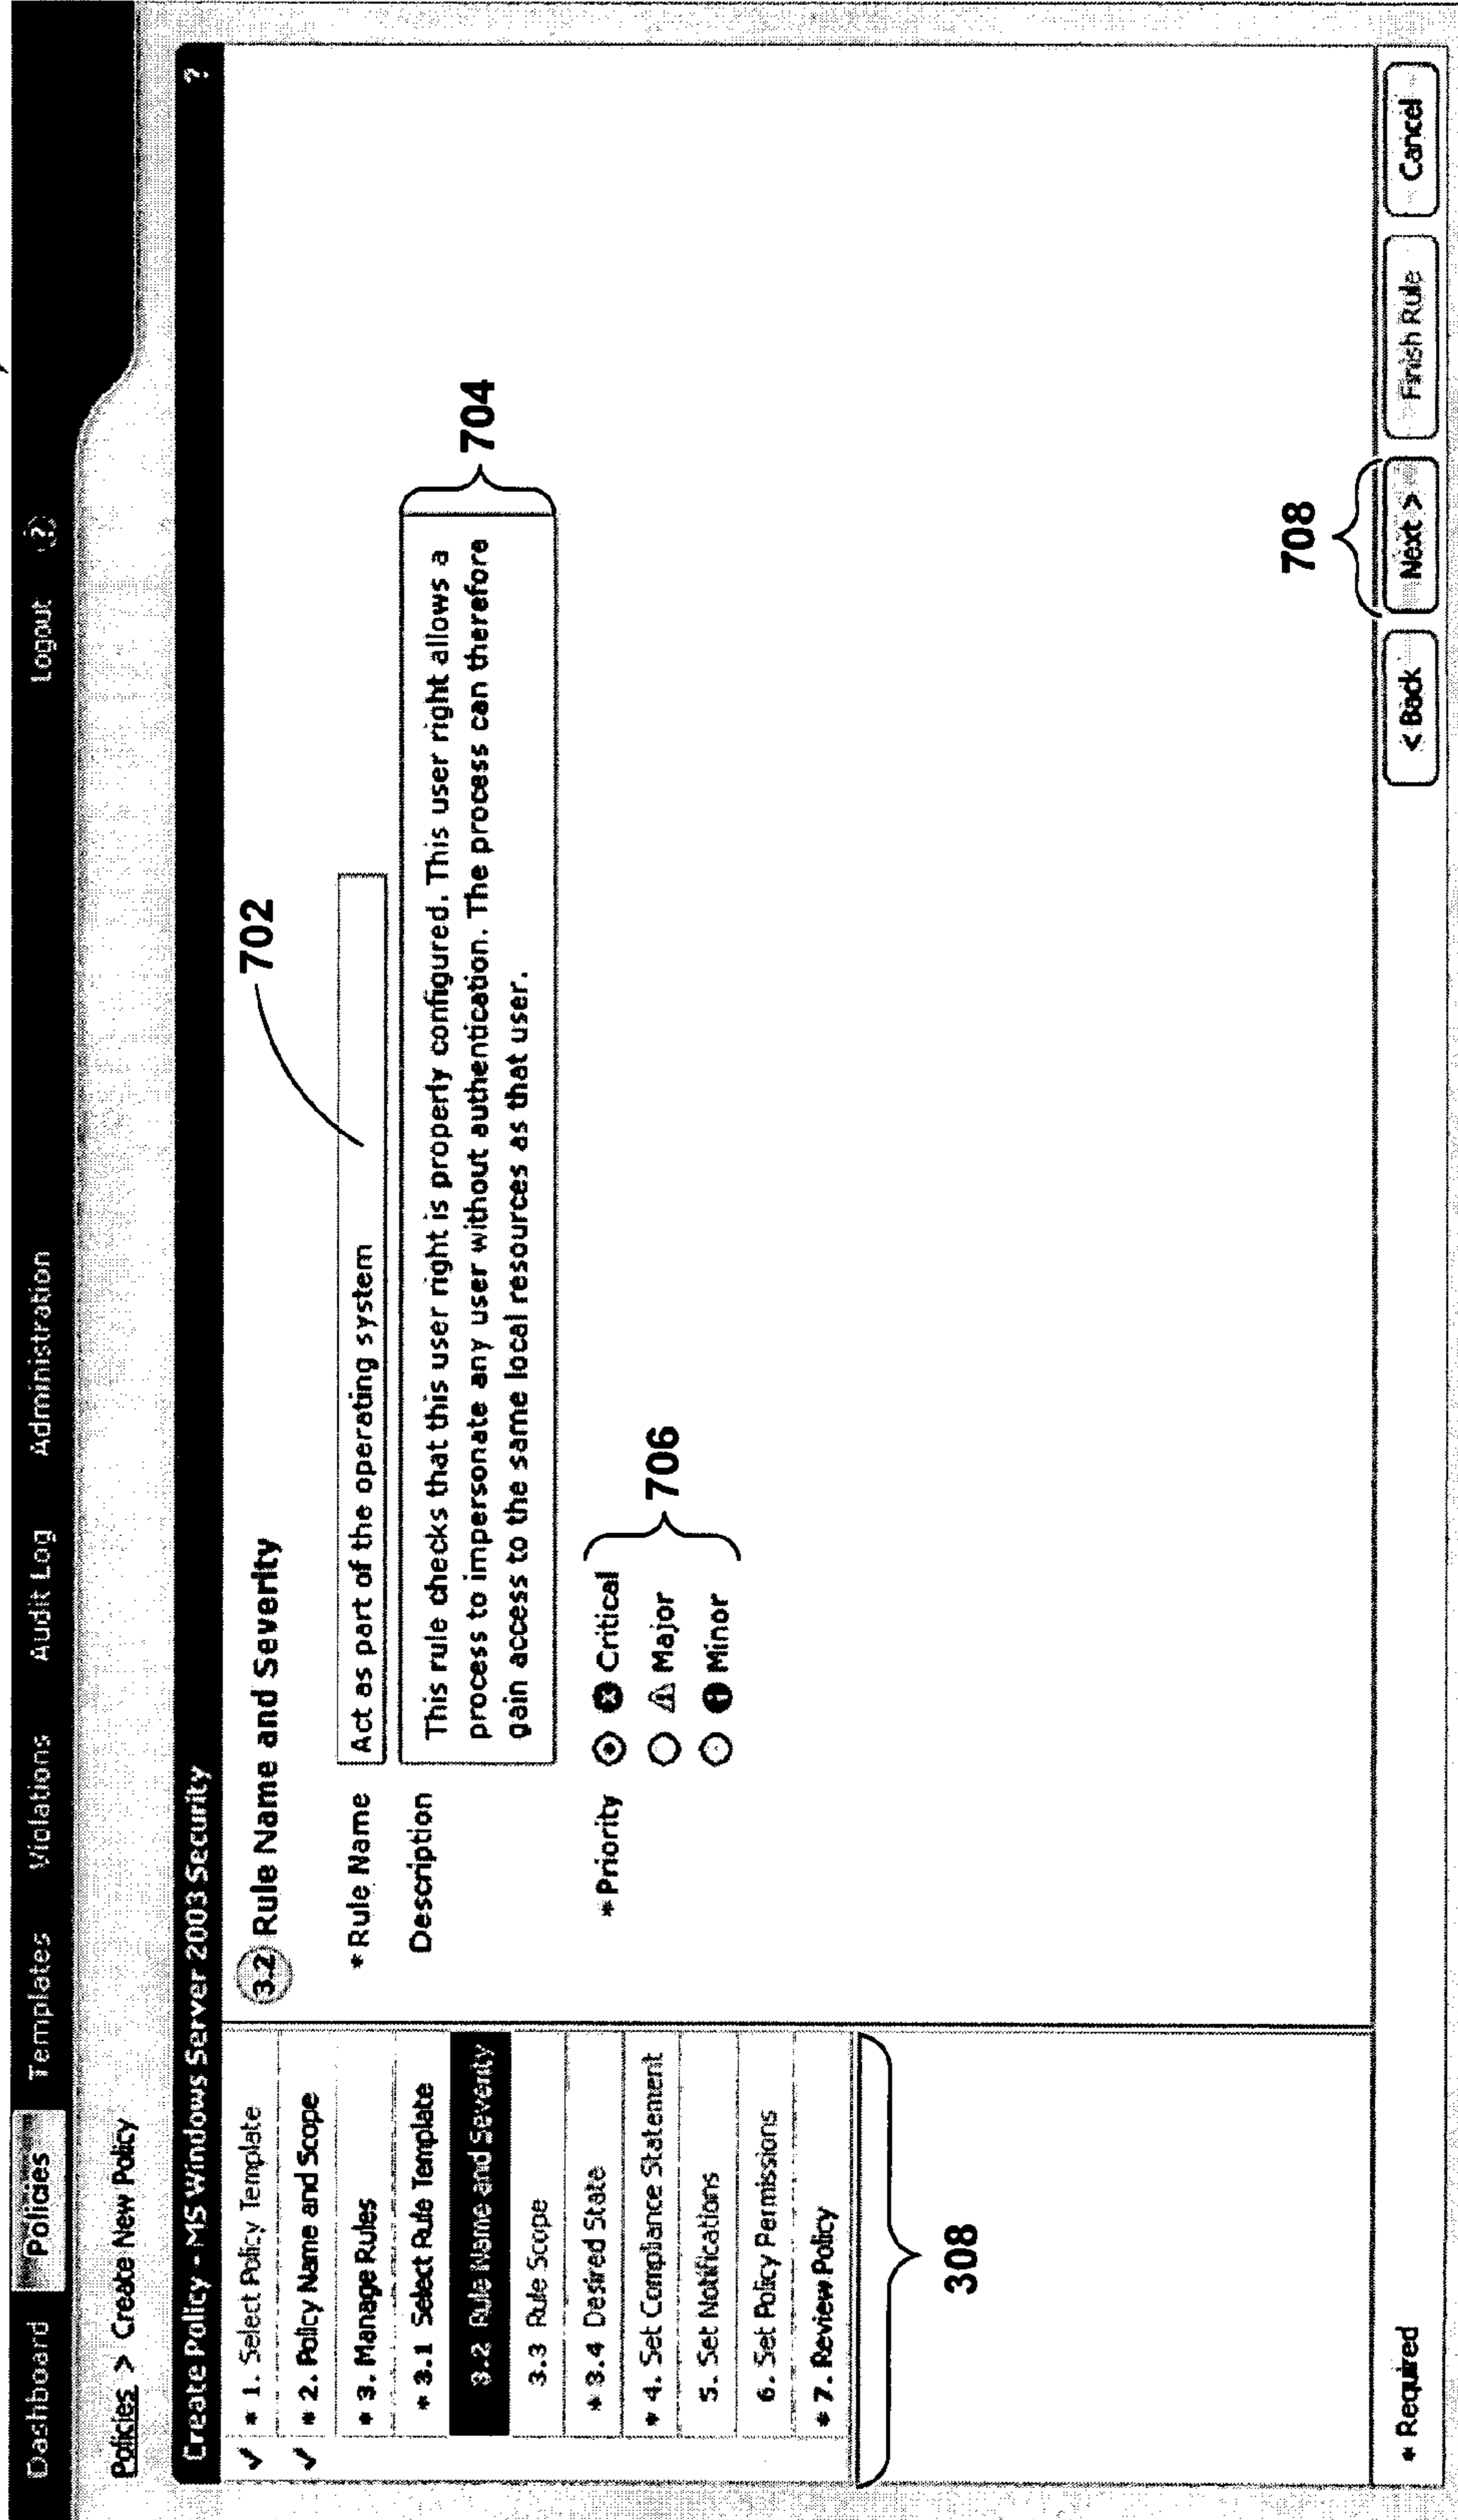 Dashboard Policies Templates Violations Audit Log Administration Logout (?)
Policies > Create New Policy
Create Policy - MS Windows Server 2003 Security ?
✓ * 1. Select Policy Template
✓ * 2. Policy Name and Scope
* 3. Manage Rules
* 3.1 Select Rule Template
3.2 Rule Name and Severity
3.3 Rule Scope
* 3.4 Desired State
* 4. Set Compliance Statement
5. Set Notifications
6. Set Policy Permissions
* 7. Review Policy
308
3.2 Rule Name and Severity
702
* Rule Name Act as part of the operating system
Description This rule checks that this user right is properly configured. This user right allows a
process to impersonate any user without authentication. The process can therefore
gain access to the same local resources as that user.
704
* Priority Critical
Major
Minor
706
708
* Required < Back Next > Finish Rule Cancel